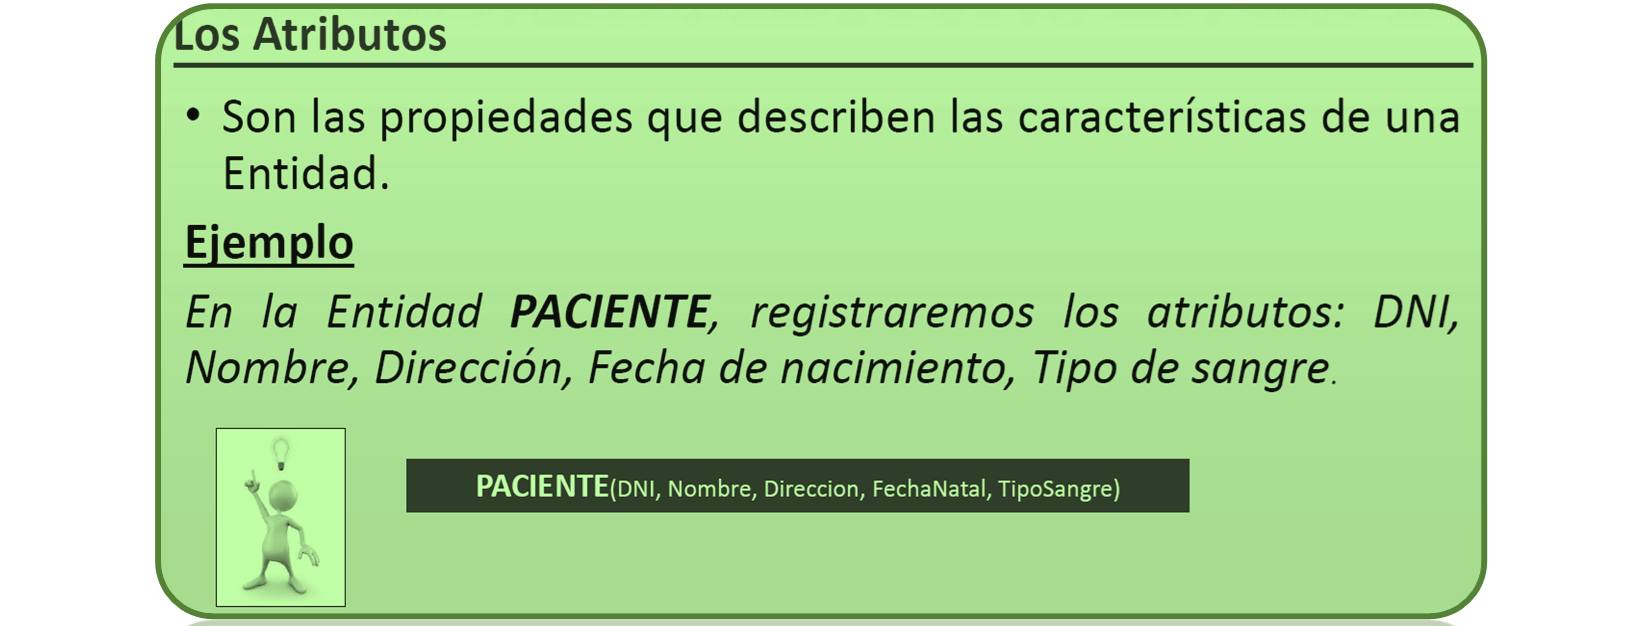 Los Atributos
• Son las propiedades que describen las características de una
Entidad.
Ejemplo
En la Entidad PACIENTE, registraremos los atributos: DNI,
Nombre, Dirección, Fecha de nacimiento, Tipo de sangre.
PACIENTE(DNI, Nombre, Direccion, FechaNatal, TipoSangre)